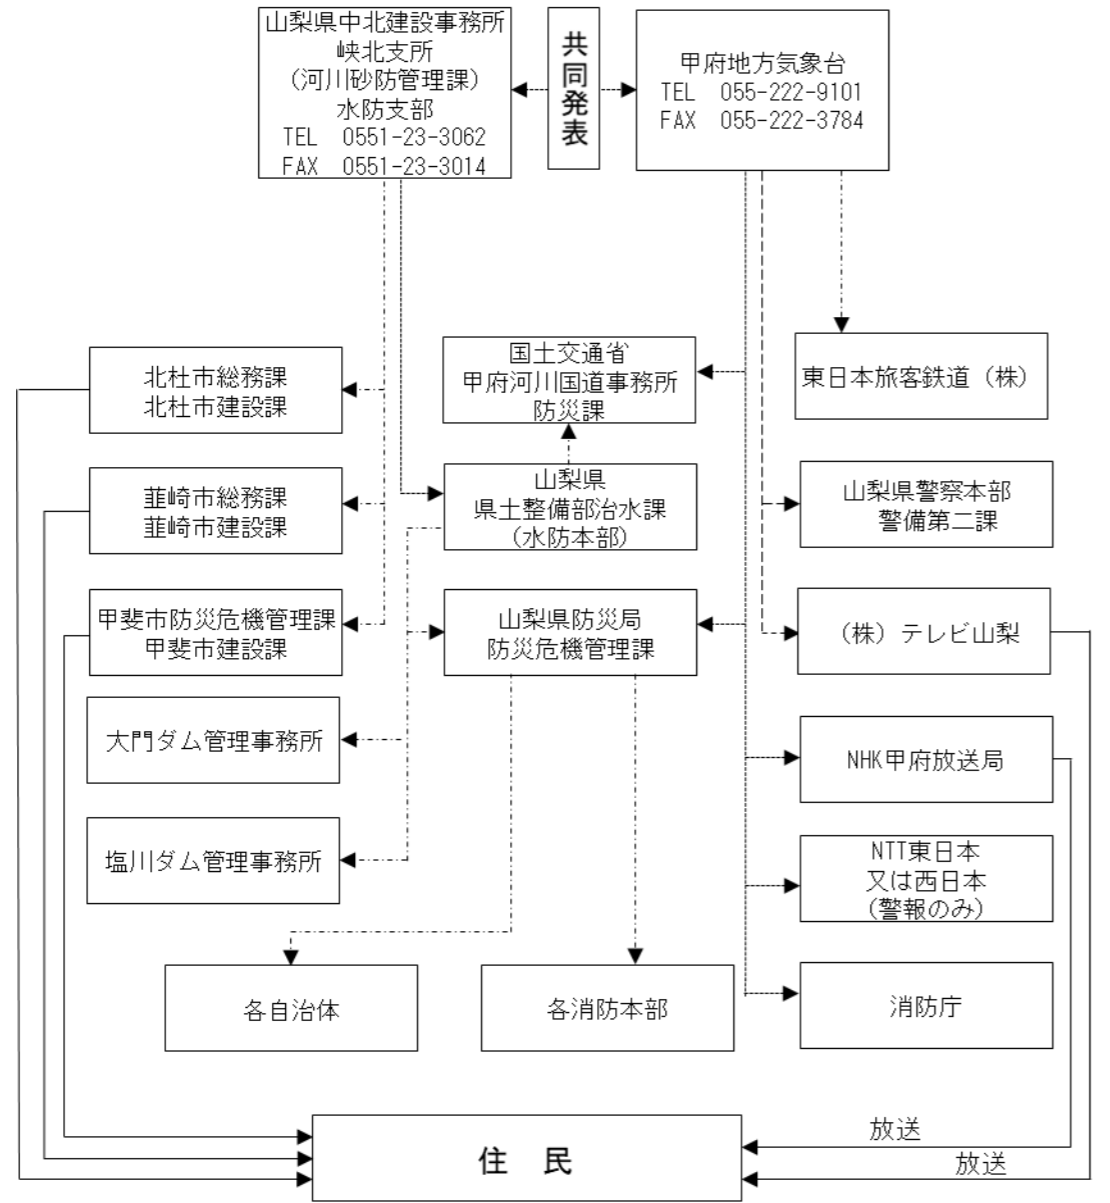 山梨県中北建設事務所
峡北支所
(河川砂防管理課)
水防支部
TEL 0551-23-3062
FAX 0551-23-3014
共同発表
甲府地方気象台
TEL 055-222-9101
FAX 055-222-3784
北杜市総務課
北杜市建設課
国土交通省
甲府河川国道事務所
防災課
東日本旅客鉄道(株)
韮崎市総務課
韮崎市建設課
山梨県
県土整備部治水課
(水防本部)
山梨県警察本部
警備第二課
甲斐市防災危機管理課
甲斐市建設課
山梨県防災局
防災危機管理課
(株)テレビ山梨
大門ダム管理事務所
NHK甲府放送局
塩川ダム管理事務所
NTT東日本
又は西日本
(警報のみ)
各自治体
各消防本部
消防庁
住 民
放送
放送